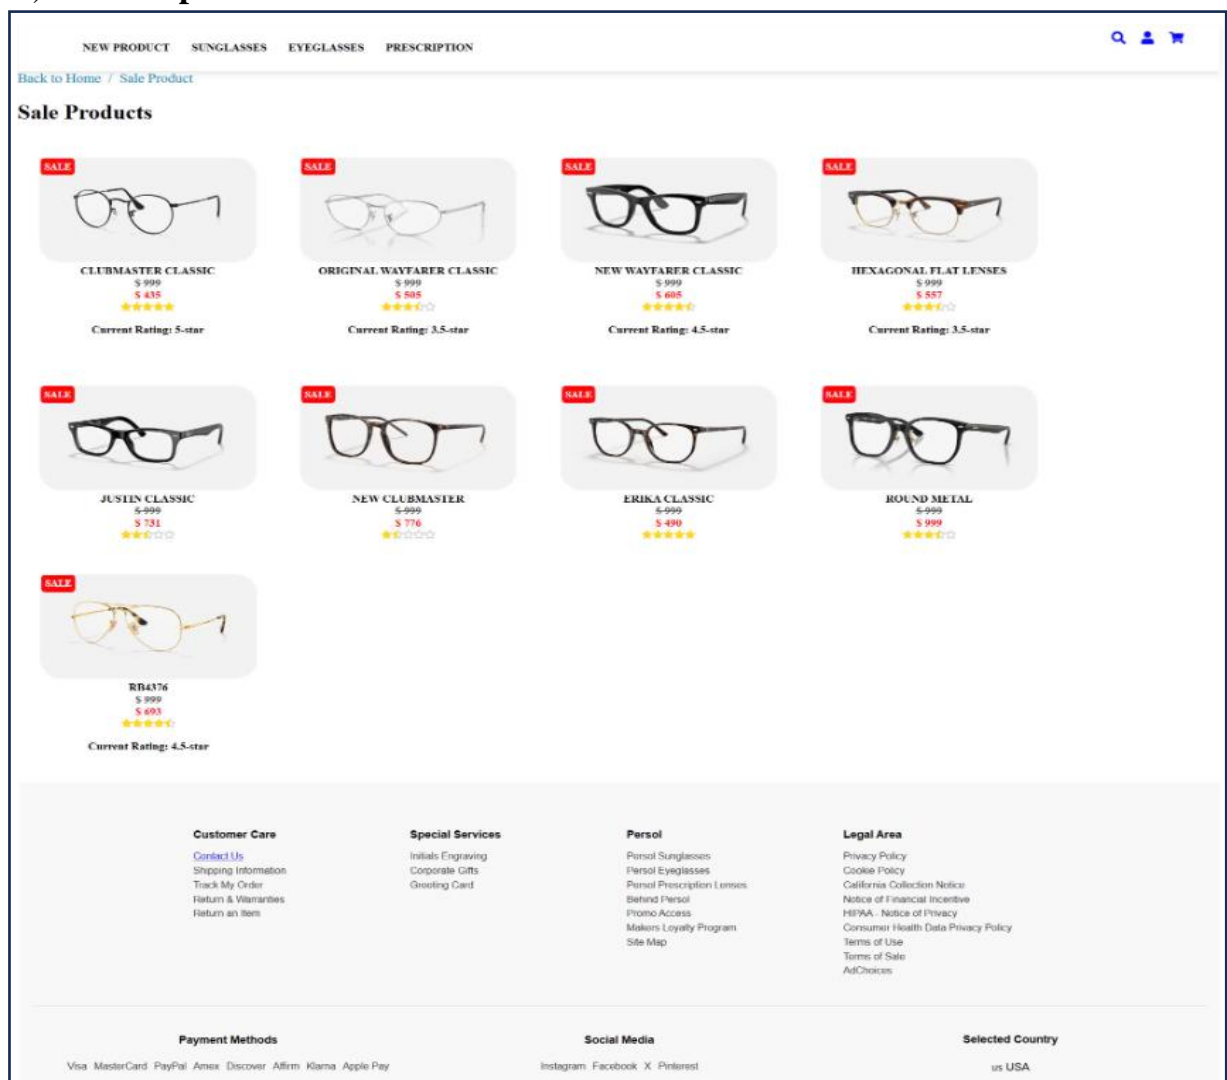 NEW PRODUCT SUNGLASSES EYEGLASSES PRESCRIPTION
Back to Home / Sale Product
Sale Products
SALE SALE SALE SALE
CLUBMASTER CLASSIC ORIGINAL WAYFARER CLASSIC NEW WAYFARER CLASSIC HEXAGONAL FLAT LENSES
$ 999 $ 999 $ 999 $ 999
$ 435 $ 505 $ 605 $ 557
Current Rating: 5-star Current Rating: 3.5-star Current Rating: 4.5-star Current Rating: 3.5-star
SALE SALE SALE SALE
JUSTIN CLASSIC NEW CLUBMASTER ERIKA CLASSIC ROUND METAL
$ 999 $ 999 $ 999 $ 999
$ 731 $ 776 $ 490 $ 999
SALE
RB4376
$ 999
$ 693
Current Rating: 4.5-star
Customer Care Special Services Persol Legal Area
Contact Us Initials Engraving Persol Sunglasses Privacy Policy
Shipping Information Corporate Gifts Persol Eyeglasses Cookie Policy
Track My Order Greeting Card Persol Prescription Lenses California Collection Notice
Return & Warranties Behind Persol Notice of Financial Incentive
Return an Item Promo Access HIPAA - Notice of Privacy
Makers Loyalty Program Consumer Health Data Privacy Policy
Site Map Terms of Use
Terms of Sale
AdChoices
Payment Methods Social Media Selected Country
Visa MasterCard PayPal Amex Discover Affirm Klarna Apple Pay Instagram Facebook X Pinterest us USA